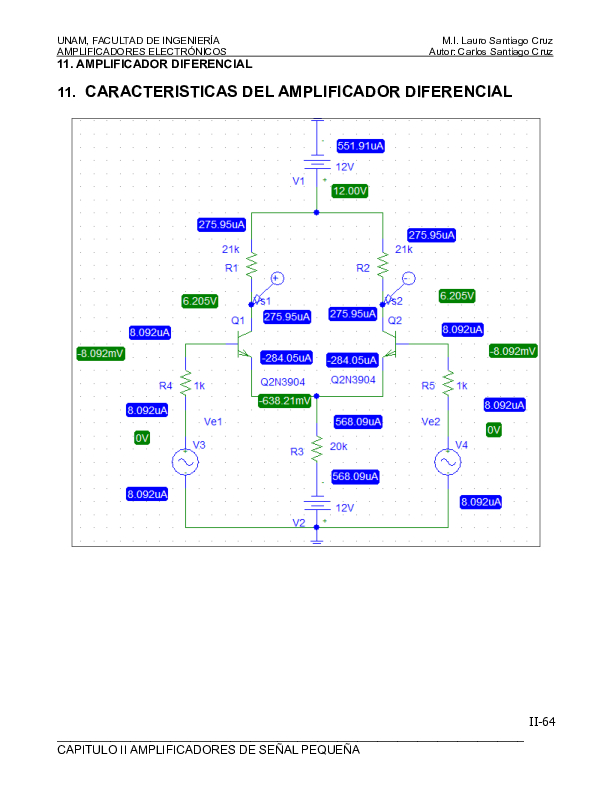 UNAM, FACULTAD DE INGENIERÍA M.I. Lauro Santiago Cruz
AMPLIFICADORES ELECTRÓNICOS Autor: Carlos Santiago Cruz
11. AMPLIFICADOR DIFERENCIAL
11. CARACTERISTICAS DEL AMPLIFICADOR DIFERENCIAL
551.91uA
12V
V1
12.00V
275.95uA
275.95uA
21k
21k
R1
R2
6.205V
Vs1
Vs2
6.205V
275.95uA
275.95uA
Q1
Q2
8.092uA
8.092uA
-8.092mV
-8.092mV
-284.05uA
-284.05uA
Q2N3904
Q2N3904
R4
1k
R5
1k
-638.21mV
8.092uA
8.092uA
Ve1
568.09uA
Ve2
0V
0V
V3
R3
20k
V4
568.09uA
8.092uA
8.092uA
12V
V2
II-64
CAPITULO II AMPLIFICADORES DE SEÑAL PEQUEÑA